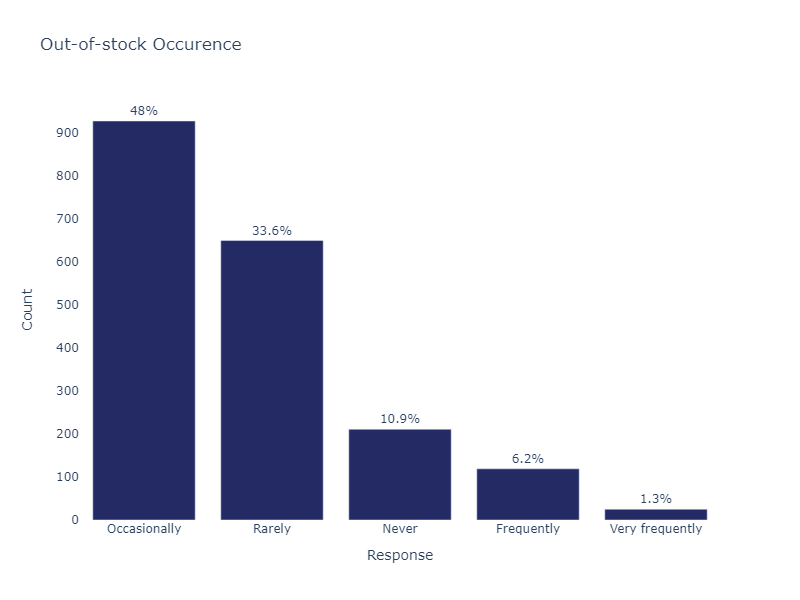 Out-of-stock Occurence
48%
33.6%
10.9%
6.2%
1.3%
900
800
700
600
500
400
300
200
100
0
Count
Occasionally
Rarely
Never
Frequently
Very frequently
Response